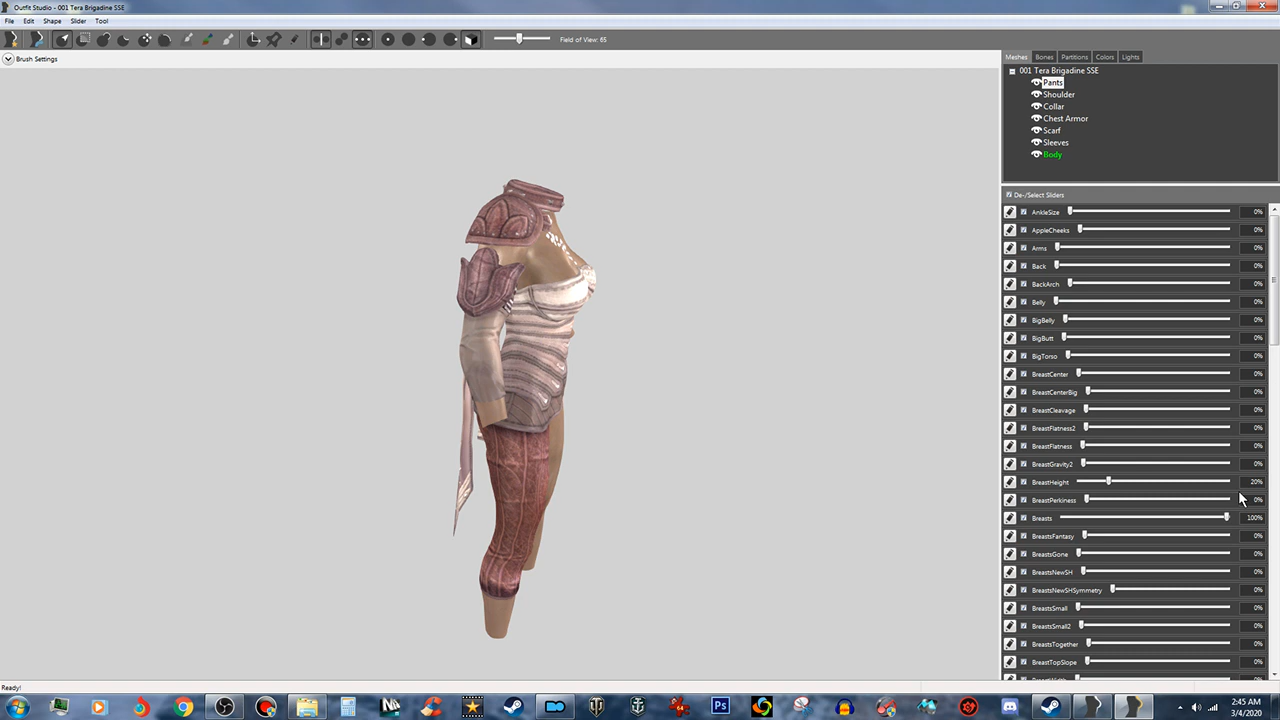 Outfit Studio - 001 Tera Brigadine SSE
File Edit Shape Slider Tool
Field of View: 65
Brush Settings
Meshes Bones Partitions Colors Lights
001 Tera Brigadine SSE
Pants
Shoulder
Collar
Chest Armor
Scarf
Sleeves
Body
De-/Select Sliders
AnkleSize 0%
AppleCheeks 0%
Arms 0%
Back 0%
BackArch 0%
Belly 0%
BigBelly 0%
BigButt 0%
BigTorso 0%
BreastCenter 0%
BreastCenterBig 0%
BreastCleavage 0%
BreastFlatness2 0%
BreastFlatness 0%
BreastGravity2 0%
BreastHeight 20%
BreastPerkiness 0%
Breasts 100%
BreastsFantasy 0%
BreastsGone 0%
BreastsNewSH 0%
BreastsNewSHSymmetry 0%
BreastsSmall 0%
BreastsSmall2 0%
BreastsTogether 0%
BreastTopSlope 0%
Ready!
Ps
2:45 AM
3/4/2020